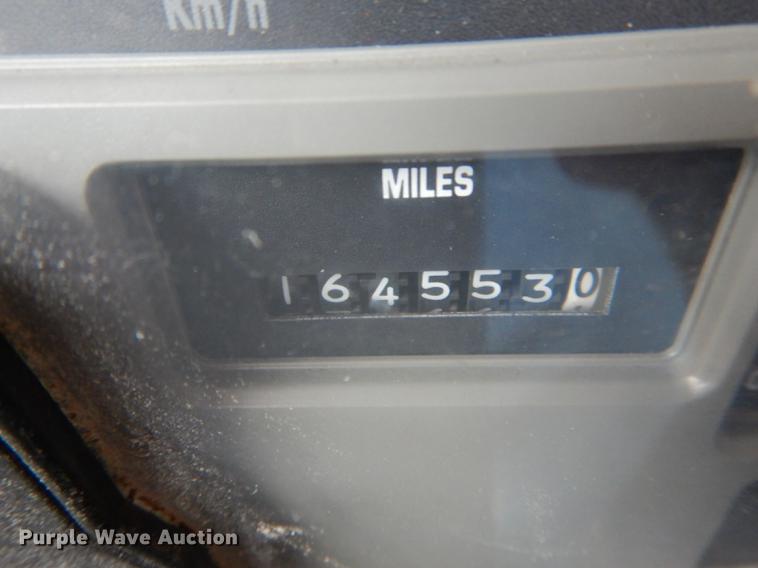 Km/h
MILES
1645530
Purple Wave Auction